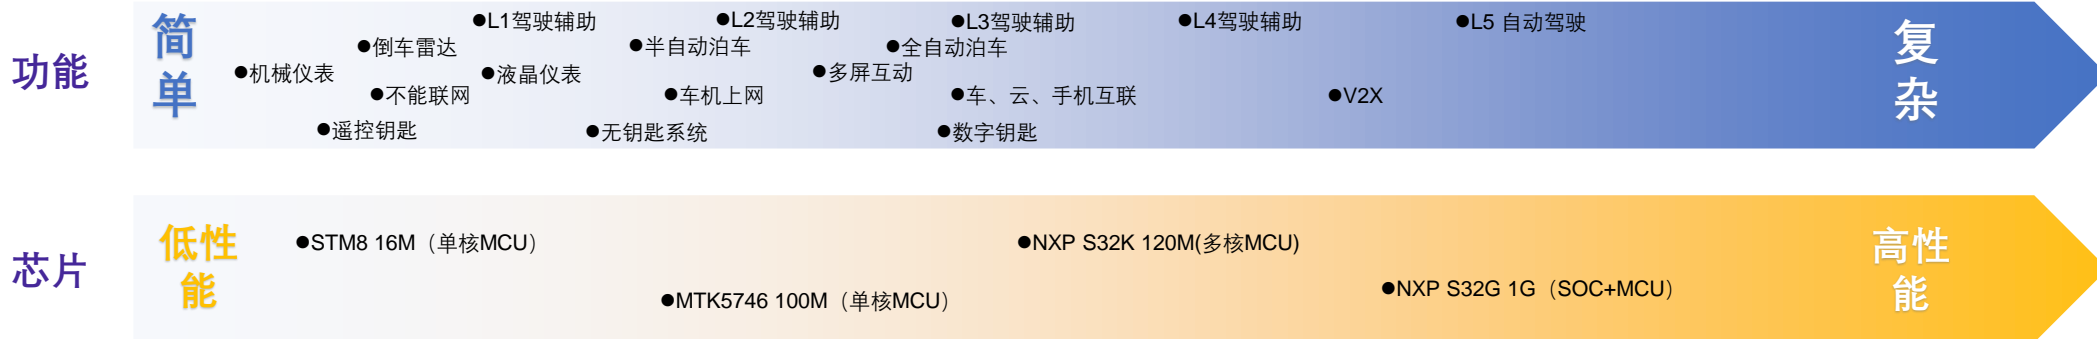 功能
简单
●L1驾驶辅助 ●L2驾驶辅助 ●L3驾驶辅助 ●L4驾驶辅助 ●L5 自动驾驶
●倒车雷达 ●半自动泊车 ●全自动泊车
●机械仪表 ●液晶仪表 ●多屏互动
●不能联网 ●车机上网 ●车、云、手机互联 ●V2X
●遥控钥匙 ●无钥匙系统 ●数字钥匙
复杂
芯片
低性能
●STM8 16M（单核MCU） ●NXP S32K 120M(多核MCU)
●MTK5746 100M（单核MCU） ●NXP S32G 1G（SOC+MCU）
高性能